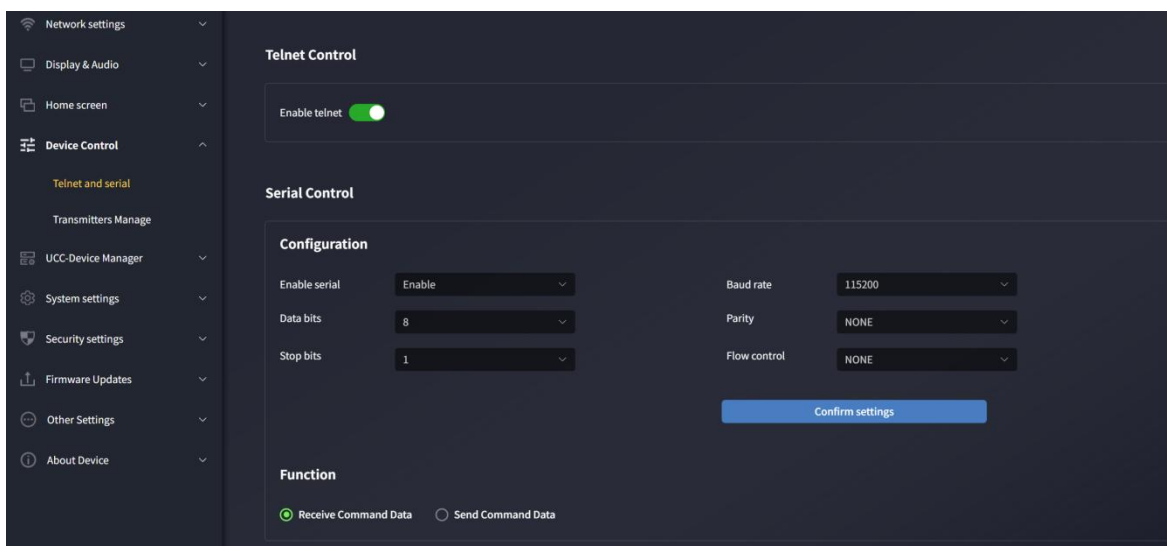 Network settings
Display & Audio
Home screen
Device Control
Telnet and serial
Transmitters Manage
UCC-Device Manager
System settings
Security settings
Firmware Updates
Other Settings
About Device
Telnet Control
Enable telnet
Serial Control
Configuration
Enable serial Enable Baud rate 115200
Data bits 8 Parity NONE
Stop bits 1 Flow control NONE
Confirm settings
Function
Receive Command Data Send Command Data